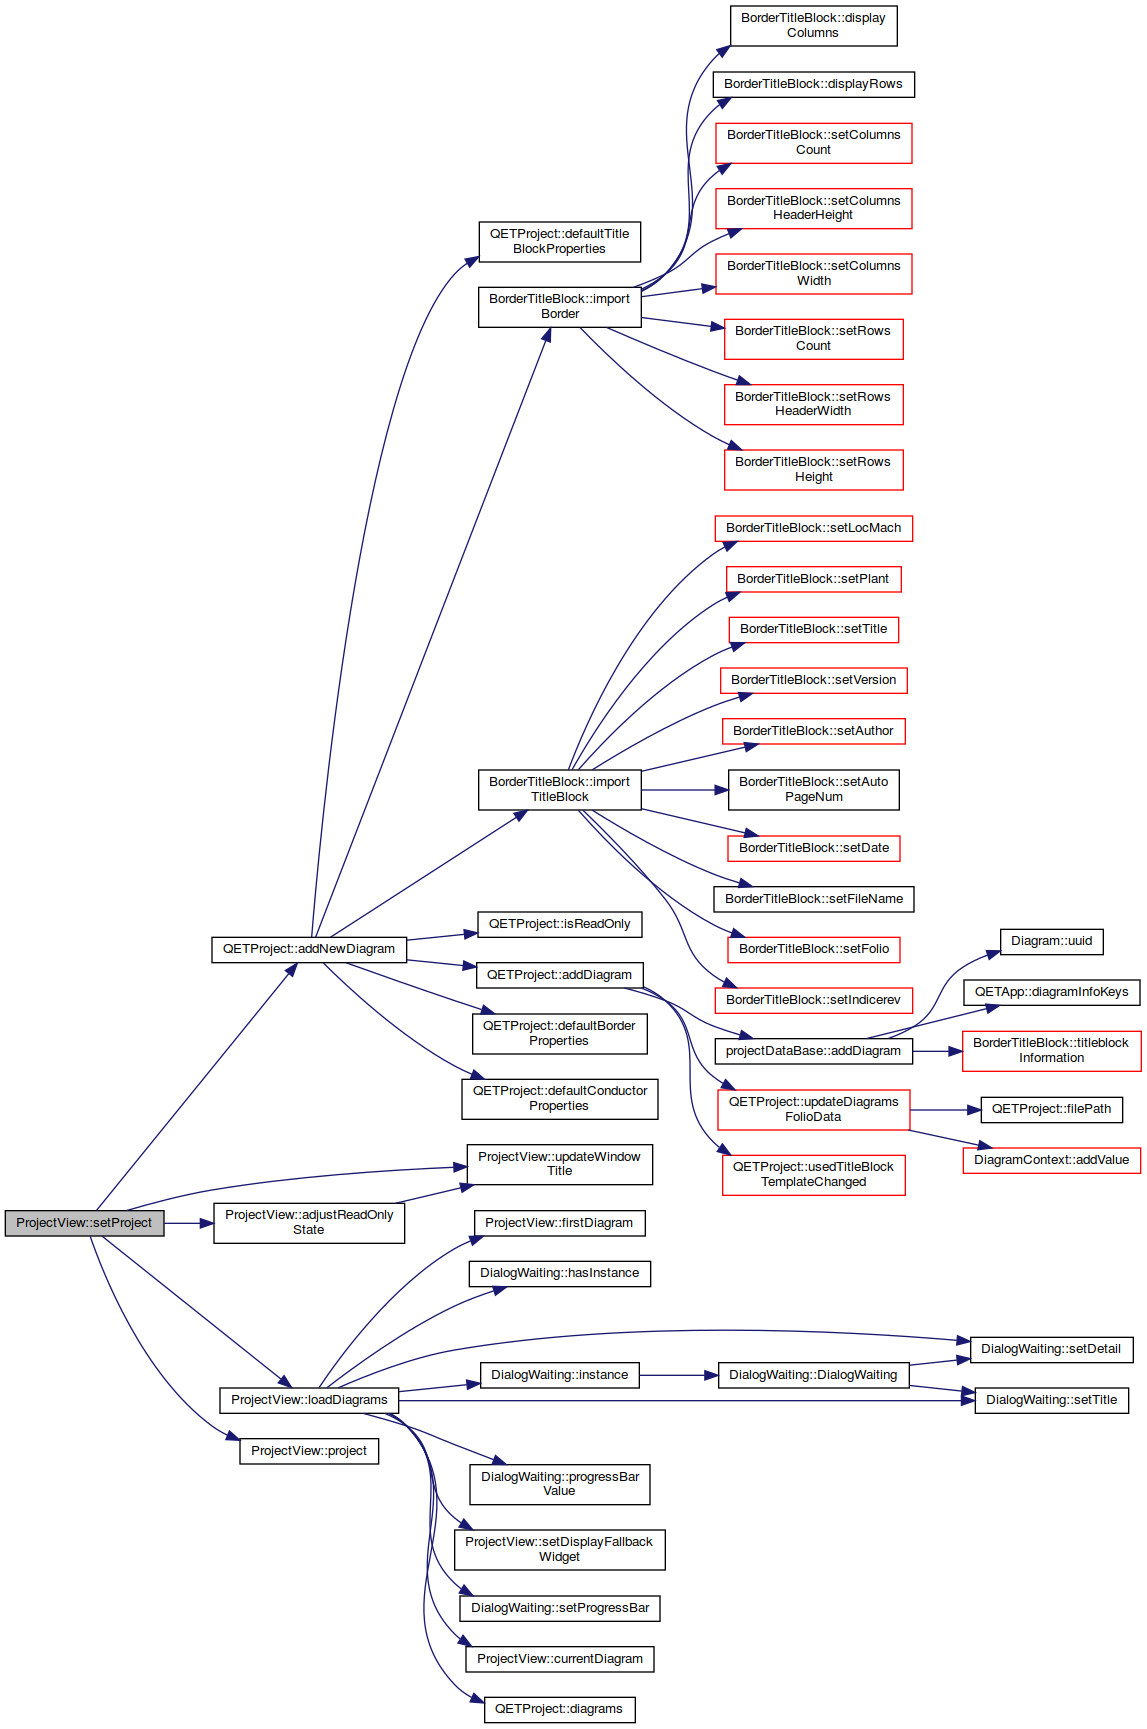 BorderTitleBlock::display
Columns
BorderTitleBlock::displayRows
BorderTitleBlock::setColumns
Count
BorderTitleBlock::setColumns
HeaderHeight
QETProject::defaultTitle
BlockProperties
BorderTitleBlock::setColumns
Width
BorderTitleBlock::import
Border
BorderTitleBlock::setRows
Count
BorderTitleBlock::setRows
HeaderWidth
BorderTitleBlock::setRows
Height
BorderTitleBlock::setLocMach
BorderTitleBlock::setPlant
BorderTitleBlock::setTitle
BorderTitleBlock::setVersion
BorderTitleBlock::setAuthor
BorderTitleBlock::import
TitleBlock
BorderTitleBlock::setAuto
PageNum
BorderTitleBlock::setDate
BorderTitleBlock::setFileName
QETProject::isReadOnly
QETProject::addNewDiagram
BorderTitleBlock::setFolio
Diagram::uuid
QETProject::addDiagram
QETApp::diagramInfoKeys
BorderTitleBlock::setIndicerev
QETProject::defaultBorder
Properties
projectDataBase::addDiagram
BorderTitleBlock::titleblock
Information
QETProject::defaultConductor
Properties
QETProject::updateDiagrams
FolioData
QETProject::filePath
ProjectView::updateWindow
Title
QETProject::usedTitleBlock
TemplateChanged
DiagramContext::addValue
ProjectView::setProject
ProjectView::adjustReadOnly
State
ProjectView::firstDiagram
DialogWaiting::hasInstance
DialogWaiting::setDetail
DialogWaiting::instance
DialogWaiting::DialogWaiting
ProjectView::loadDiagrams
DialogWaiting::setTitle
ProjectView::project
DialogWaiting::progressBar
Value
ProjectView::setDisplayFallback
Widget
DialogWaiting::setProgressBar
ProjectView::currentDiagram
QETProject::diagrams